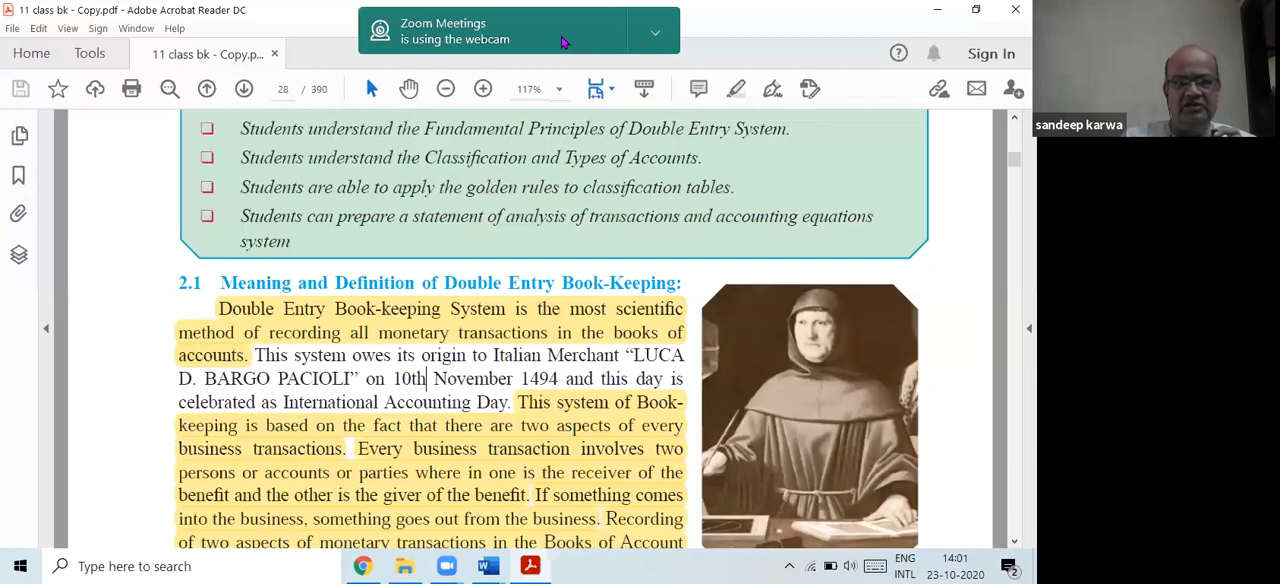 11 class bk - Copy.pdf - Adobe Acrobat Reader DC
File Edit View Sign Window Help
Zoom Meetings
is using the webcam
Home Tools 11 class bk - Copy.p... × Sign In
28 / 390 117%
sandeep karwa
Students understand the Fundamental Principles of Double Entry System.
Students understand the Classification and Types of Accounts.
Students are able to apply the golden rules to classification tables.
Students can prepare a statement of analysis of transactions and accounting equations
system
2.1 Meaning and Definition of Double Entry Book-Keeping:
Double Entry Book-keeping System is the most scientific
method of recording all monetary transactions in the books of
accounts. This system owes its origin to Italian Merchant “LUCA
D. BARGO PACIOLI” on 10th November 1494 and this day is
celebrated as International Accounting Day. This system of Book-
keeping is based on the fact that there are two aspects of every
business transactions. Every business transaction involves two
persons or accounts or parties where in one is the receiver of the
benefit and the other is the giver of the benefit. If something comes
into the business, something goes out from the business. Recording
of two aspects of monetary transactions in the Books of Account
Type here to search
ENG
INTL
14:01
23-10-2020
2